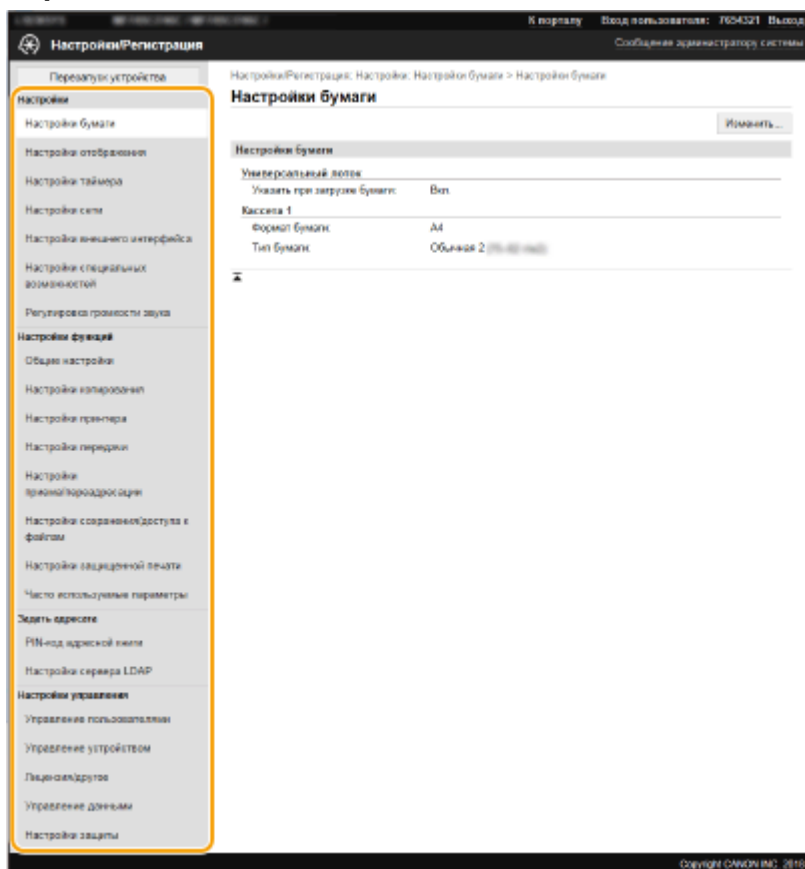 К порталу Вход пользователя: 7654321 Выход
Настройки/Регистрация
Сообщение администратору системы
Перезапуск устройства
Настройки
Настройки бумаги
Настройки отображения
Настройки таймера
Настройки сети
Настройки внешнего интерфейса
Настройки специальных
возможностей
Регулировка громкости звука
Настройки функций
Общие настройки
Настройки копирования
Настройки принтера
Настройки передачи
Настройки
приема/переадресации
Настройки сохранения/доступа к
файлам
Настройки защищенной печати
Часто используемые параметры
Задать адресата
PIN-код адресной книги
Настройки сервера LDAP
Настройки управления
Управление пользователями
Управление устройством
Лицензия/другое
Управление данными
Настройки защиты
Настройки/Регистрация: Настройки: Настройки бумаги > Настройки бумаги
Настройки бумаги
Изменить...
Настройки бумаги
Универсальный лоток
Указать при загрузке бумаги: Вкл.
Кассета 1
Формат бумаги: A4
Тип бумаги: Обычная 2
Copyright CANON INC. 2018